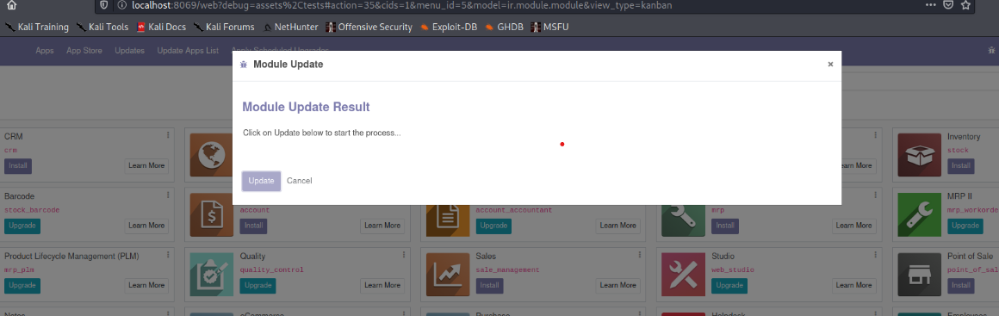 localhost:8069/web?debug=assets%2Ctests#action=35&cids=1&menu_id=5&model=ir.module.module&view_type=kanban
Kali Training Kali Tools Kali Docs Kali Forums NetHunter Offensive Security Exploit-DB GHDB MSFU
Apps App Store Updates Update Apps List Apply Scheduled Upgrades
Module Update ×
Module Update Result
Click on Update below to start the process...
Update Cancel
CRM Inventory
crm stock
Install Learn More Learn More Install
Barcode MRP II
stock_barcode account account_accountant mrp mrp_workorde
Upgrade Learn More Install Learn More Upgrade Learn More Install Learn More Upgrade
Product Lifecycle Management (PLM) Quality Sales Studio Point of Sale
mrp_plm quality_control sale_management web_studio point_of_sal
Upgrade Learn More Upgrade Learn More Install Learn More Upgrade Learn More Install
Notes eCommerce Purchase Helpdesk Employees